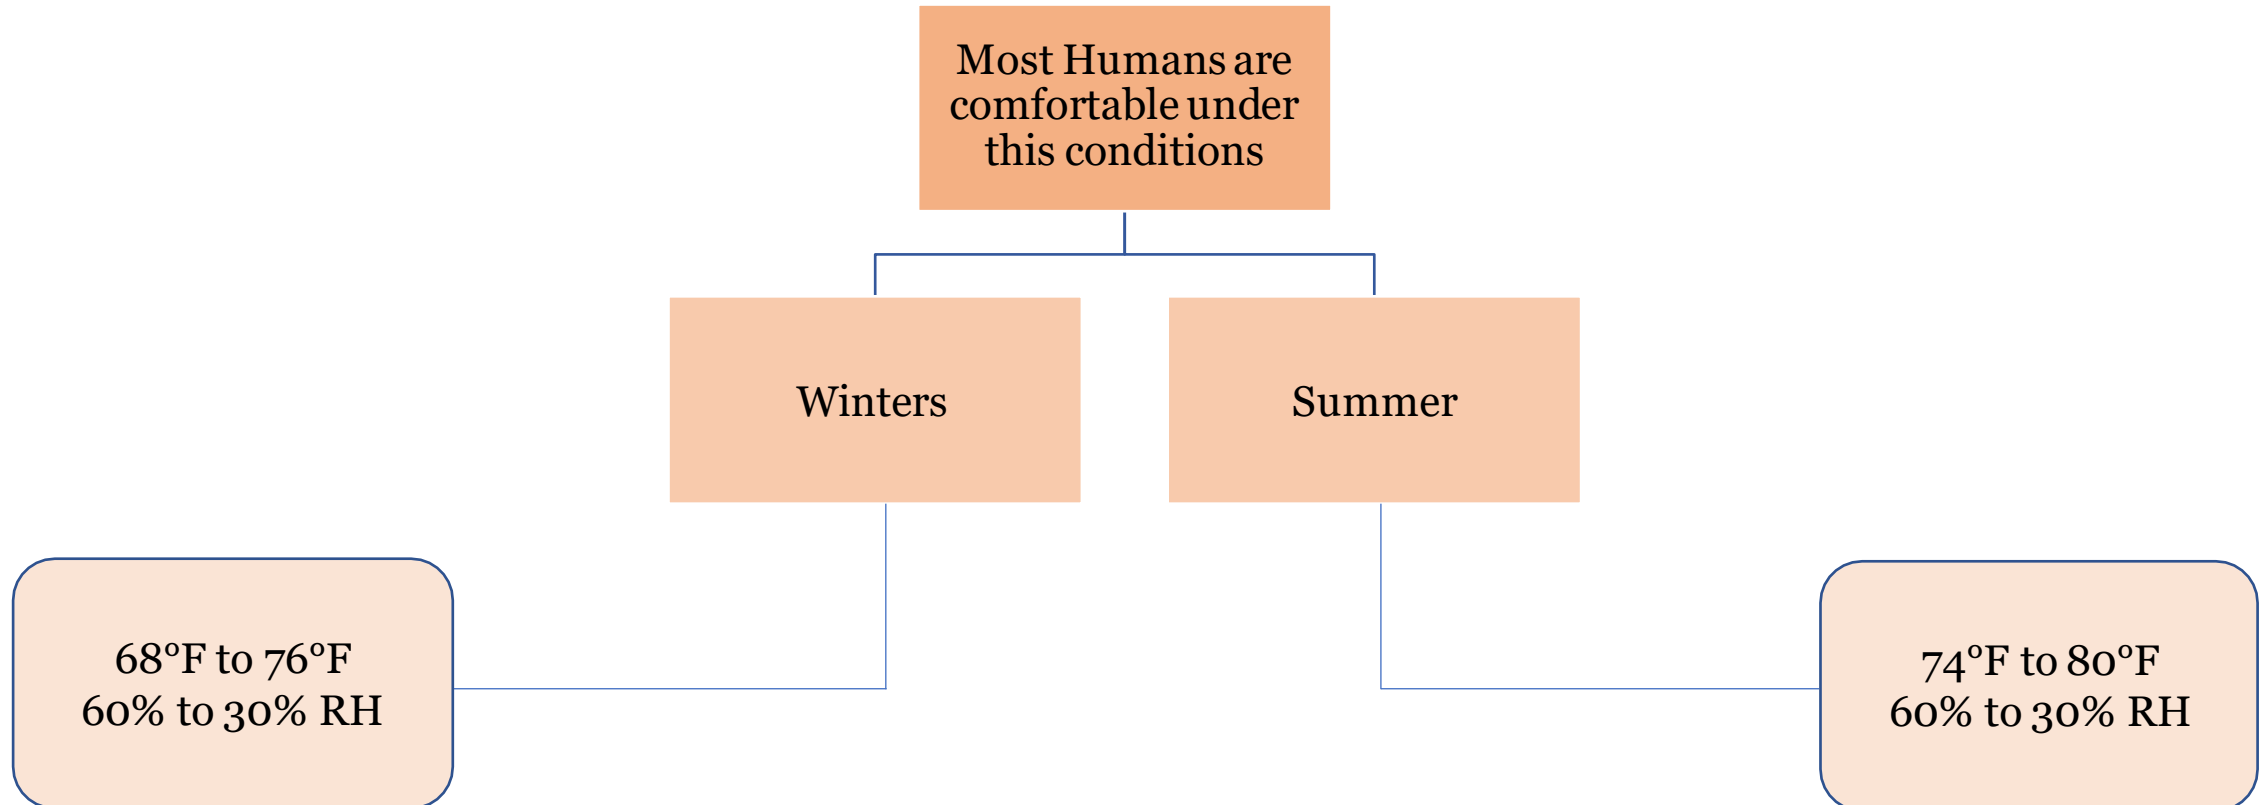 Most Humans are
comfortable under
this conditions
Winters
Summer
68°F to 76°F
60% to 30% RH
74°F to 80°F
60% to 30% RH